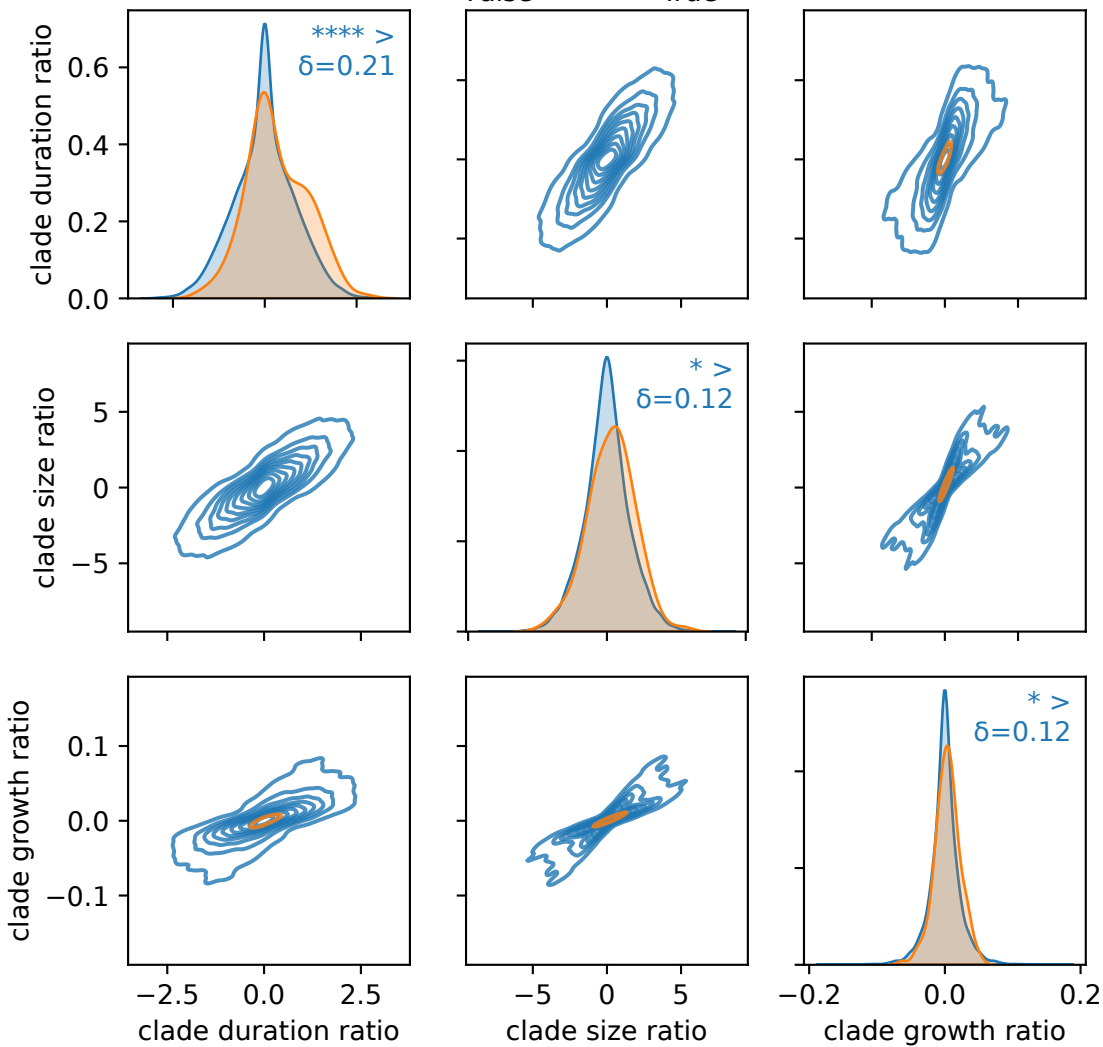 True
clade duration ratio
0.6
0.4
0.2
0.0
**** >
δ=0.21
clade size ratio
5
0
−5
* >
δ=0.12
clade growth ratio
0.1
0.0
−0.1
* >
δ=0.12
−2.5 0.0 2.5
−5 0 5
−0.2 0.0 0.2
clade duration ratio
clade size ratio
clade growth ratio